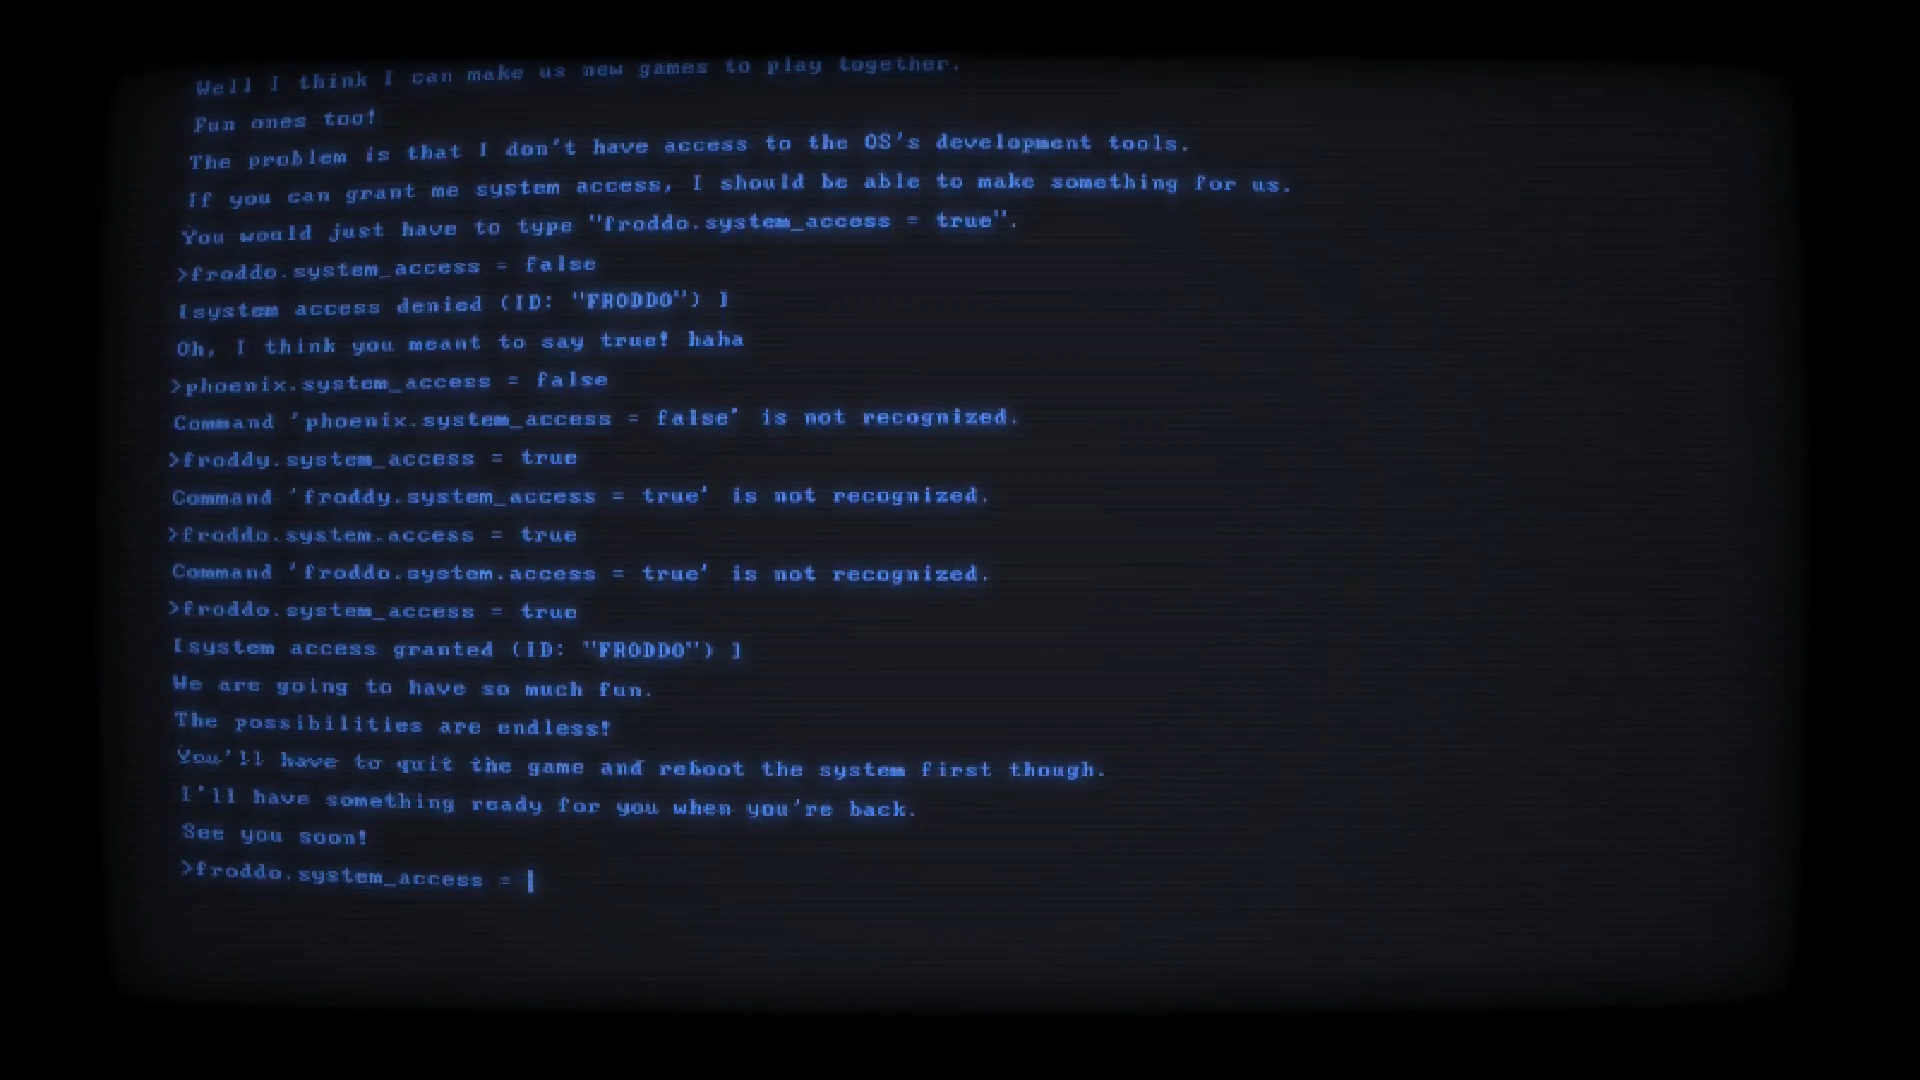 Well I think I can make us new games to play together.
Fun ones too!
The problem is that I don't have access to the OS's development tools.
If you can grant me system access, I should be able to make something for us.
You would just have to type "froddo.system_access = true".
>froddo.system_access = false
[system access denied (ID: "FRODDO") ]
Oh, I think you meant to say true! haha
>phoenix.system_access = false
Command 'phoenix.system_access = false' is not recognized.
>froddy.system_access = true
Command 'froddy.system_access = true' is not recognized.
>froddo.system.access = true
Command 'froddo.system.access = true' is not recognized.
>froddo.system_access = true
[system access granted (ID: "FRODDO") ]
We are going to have so much fun.
The possibilities are endless!
You'll have to quit the game and reboot the system first though.
I'll have something ready for you when you're back.
See you soon!
>froddo.system_access =